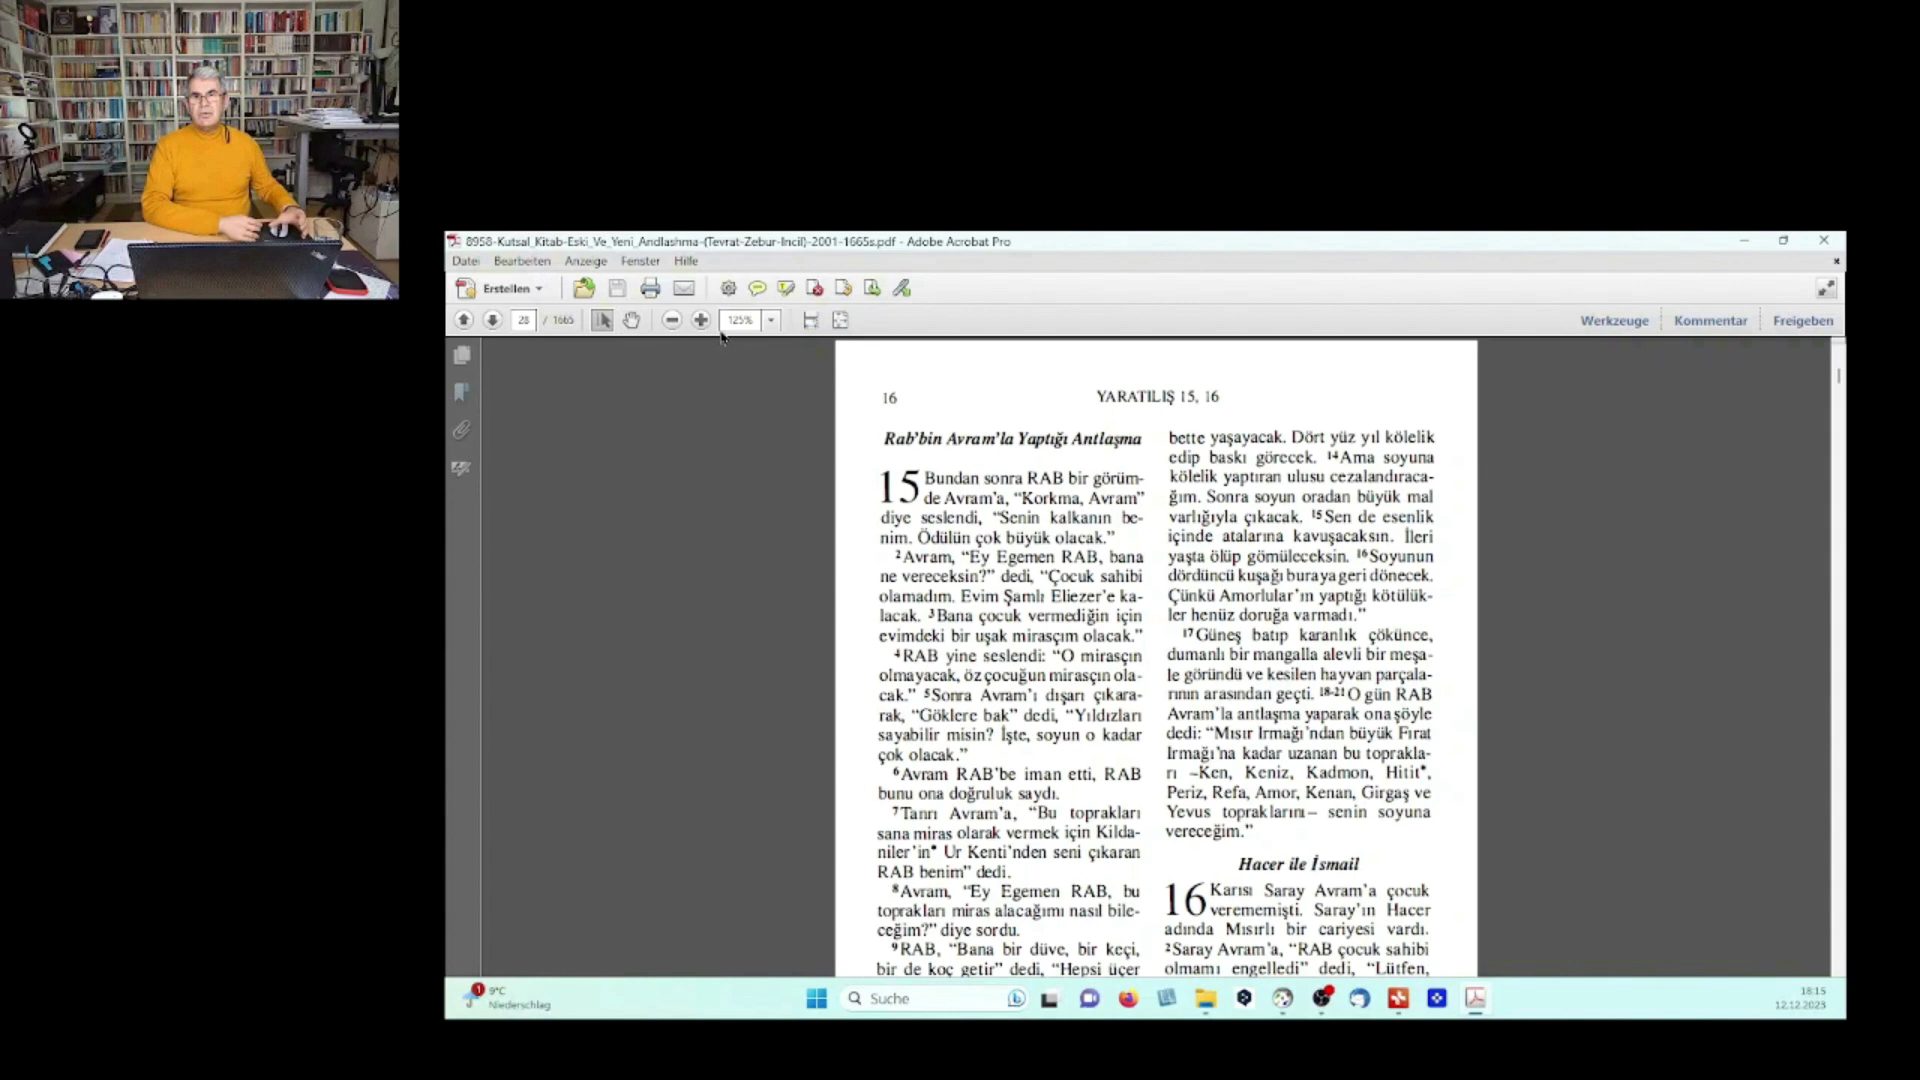 8958-Kutsal_Kitab-Eski_Ve_Yeni_Andlashma-(Tevrat-Zebur-Incil)-2001-1665s.pdf - Adobe Acrobat Pro
Datei Bearbeiten Anzeige Fenster Hilfe
Erstellen
28 / 1665 125% Werkzeuge Kommentar Freigeben
16 YARATILIŞ 15, 16
Rab’bin Avram’la Yaptığı Antlaşma
15 Bundan sonra RAB bir görüm-
de Avram’a, “Korkma, Avram”
diye seslendi, “Senin kalkanın be-
nim. Ödülün çok büyük olacak.”
2Avram, “Ey Egemen RAB, bana
ne vereceksin?” dedi, “Çocuk sahibi
olamadım. Evim Şamlı Eliezer’e ka-
lacak. 3Bana çocuk vermediğin için
evimdeki bir uşak mirasçım olacak.”
4RAB yine seslendi: “O mirasçın
olmayacak, öz çocuğun mirasçın ola-
cak.” 5Sonra Avram’ı dışarı çıkara-
rak, “Göklere bak” dedi, “Yıldızları
sayabilir misin? İşte, soyun o kadar
çok olacak.”
6Avram RAB’be iman etti, RAB
bunu ona doğruluk saydı.
7Tanrı Avram’a, “Bu toprakları
sana miras olarak vermek için Kilda-
niler’in* Ur Kenti’nden seni çıkaran
RAB benim” dedi.
8Avram, “Ey Egemen RAB, bu
toprakları miras alacağımı nasıl bile-
ceğim?” diye sordu.
9RAB, “Bana bir düve, bir keçi,
bir de koç getir” dedi, “Hepsi üçer
bette yaşayacak. Dört yüz yıl kölelik
edip baskı görecek. 14Ama soyuna
kölelik yaptıran ulusu cezalandıraca-
ğım. Sonra soyun oradan büyük mal
varlığıyla çıkacak. 15Sen de esenlik
içinde atalarına kavuşacaksın. İleri
yaşta ölüp gömüleceksin. 16Soyunun
dördüncü kuşağı buraya geri dönecek.
Çünkü Amorlular’ın yaptığı kötülük-
ler henüz doruğa varmadı.”
17Güneş batıp karanlık çökünce,
dumanlı bir mangalla alevli bir meşa-
le göründü ve kesilen hayvan parçala-
rının arasından geçti. 18-21O gün RAB
Avram’la antlaşma yaparak ona şöyle
dedi: “Mısır Irmağı’ndan büyük Fırat
Irmağı’na kadar uzanan bu toprakla-
rı –Ken, Keniz, Kadmon, Hitit*,
Periz, Refa, Amor, Kenan, Girgaş ve
Yevus topraklarını– senin soyuna
vereceğim.”
Hacer ile İsmail
16 Karısı Saray Avram’a çocuk
verememişti. Saray’ın Hacer
adında Mısırlı bir cariyesi vardı.
2Saray Avram’a, “RAB çocuk sahibi
olmamı engelledi” dedi, “Lütfen,
1
9°C
Niederschlag
Suche
18:15
12.12.2023